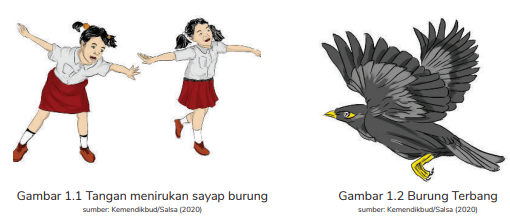 Gambar 1.1 Tangan menirukan sayap burung
sumber: Kemendikbud/Salsa (2020)
Gambar 1.2 Burung Terbang
sumber: Kemendikbud/Salsa (2020)